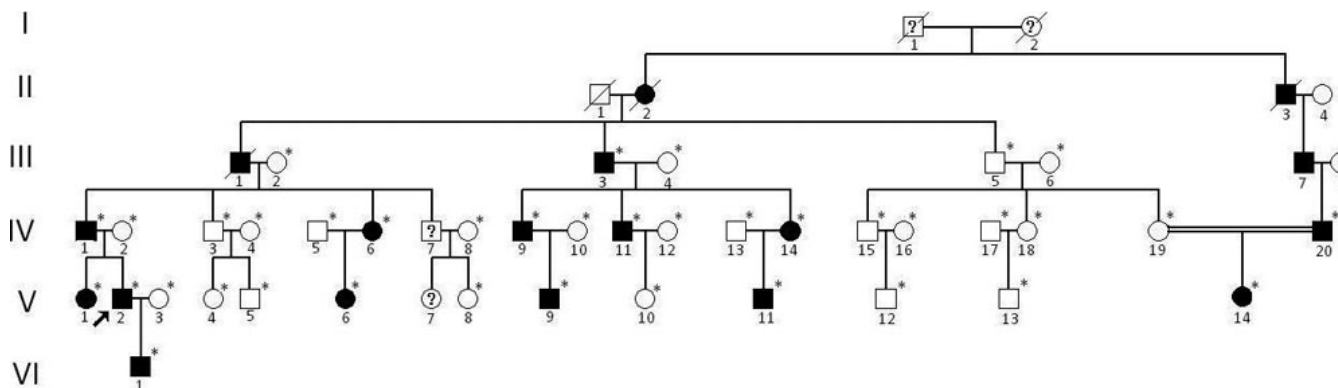 I
? ?
1 2
II
1 2 3 4
III
* * * * *
1 2 3 4 5 6 7
IV
* * * * * * ? * * * * * * * * * * * * *
1 2 3 4 5 6 7 8 9 10 11 12 13 14 15 16 17 18 19 20
V
* * * * * * ? * * * * * * *
1 2 3 4 5 6 7 8 9 10 11 12 13 14
VI
*
1